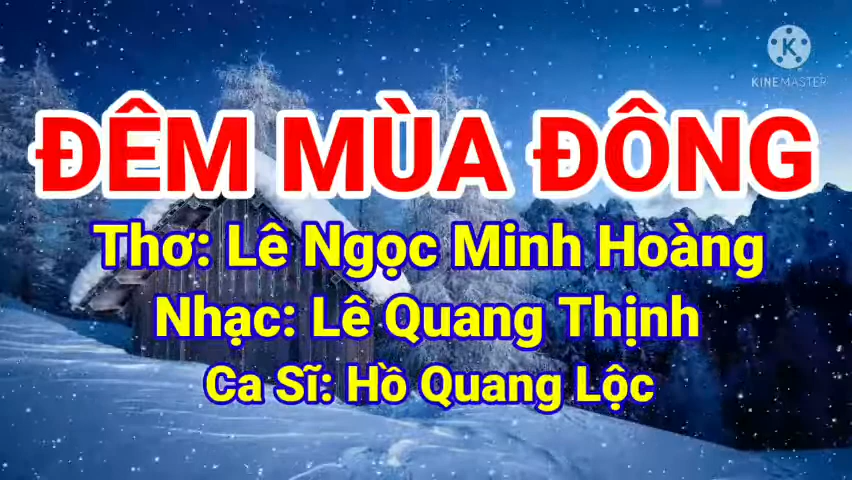 KINEMASTER
ĐÊM MÙA ĐÔNG
Thơ: Lê Ngọc Minh Hoàng
Nhạc: Lê Quang Thịnh
Ca Sĩ: Hồ Quang Lộc